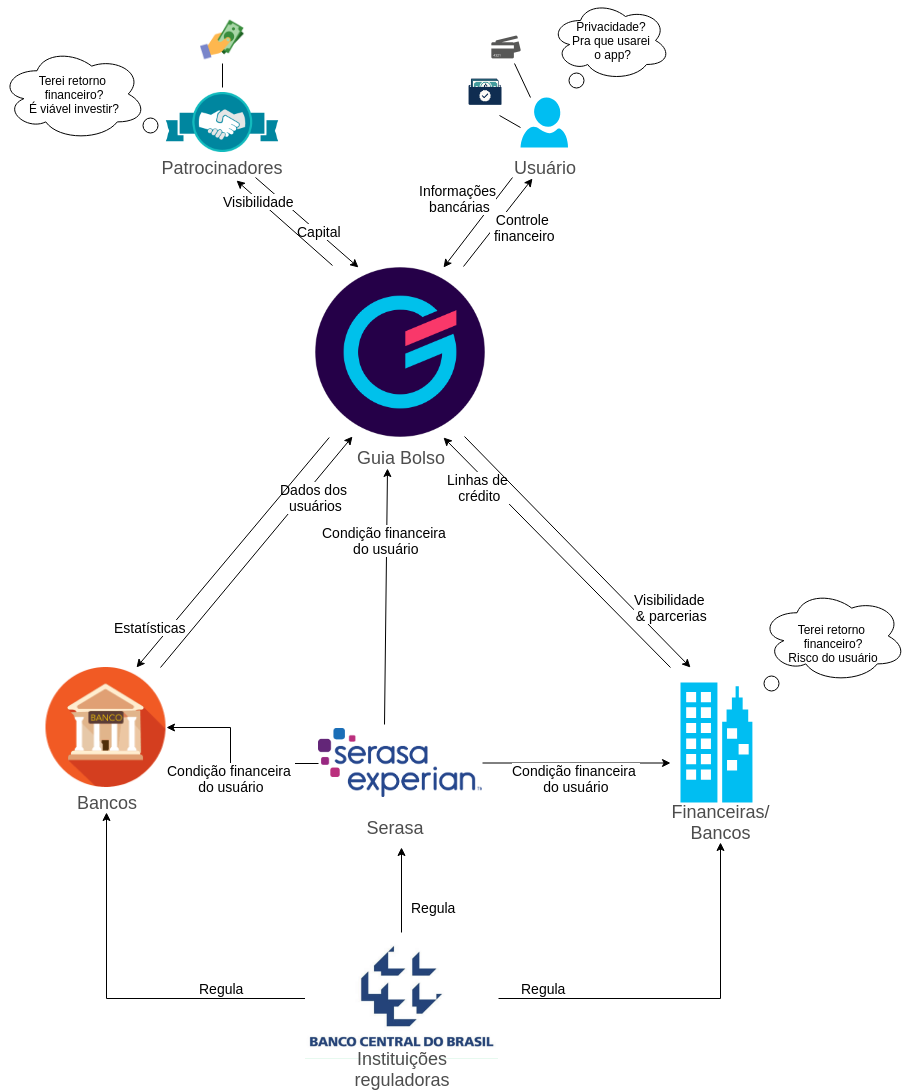 Privacidade?
Pra que usarei
o app?
Terei retorno
financeiro?
É viável investir?
Patrocinadores
Usuário
Informações
bancárias
Visibilidade
Controle
financeiro
Capital
Guia Bolso
Linhas de
crédito
Dados dos
usuários
Condição financeira
do usuário
Visibilidade
& parcerias
Estatísticas
Terei retorno
financeiro?
Risco do usuário
BANCO
serasa
experian
Condição financeira
do usuário
Condição financeira
do usuário
Bancos
Serasa
Financeiras/
Bancos
Regula
Regula
Regula
BANCO CENTRAL DO BRASIL
Instituições
reguladoras